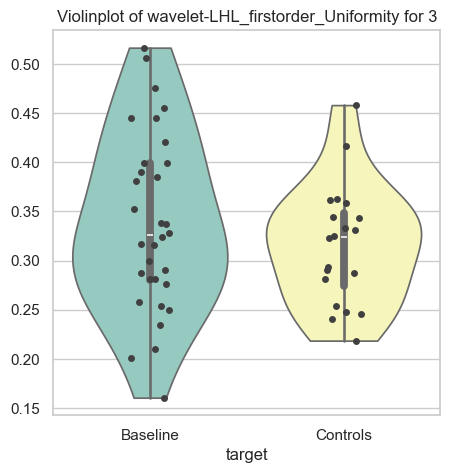 Violinplot of wavelet-LHL_firstorder_Uniformity for 3
0.50
0.45
0.40
0.35
0.30
0.25
0.20
0.15
Baseline Controls
target